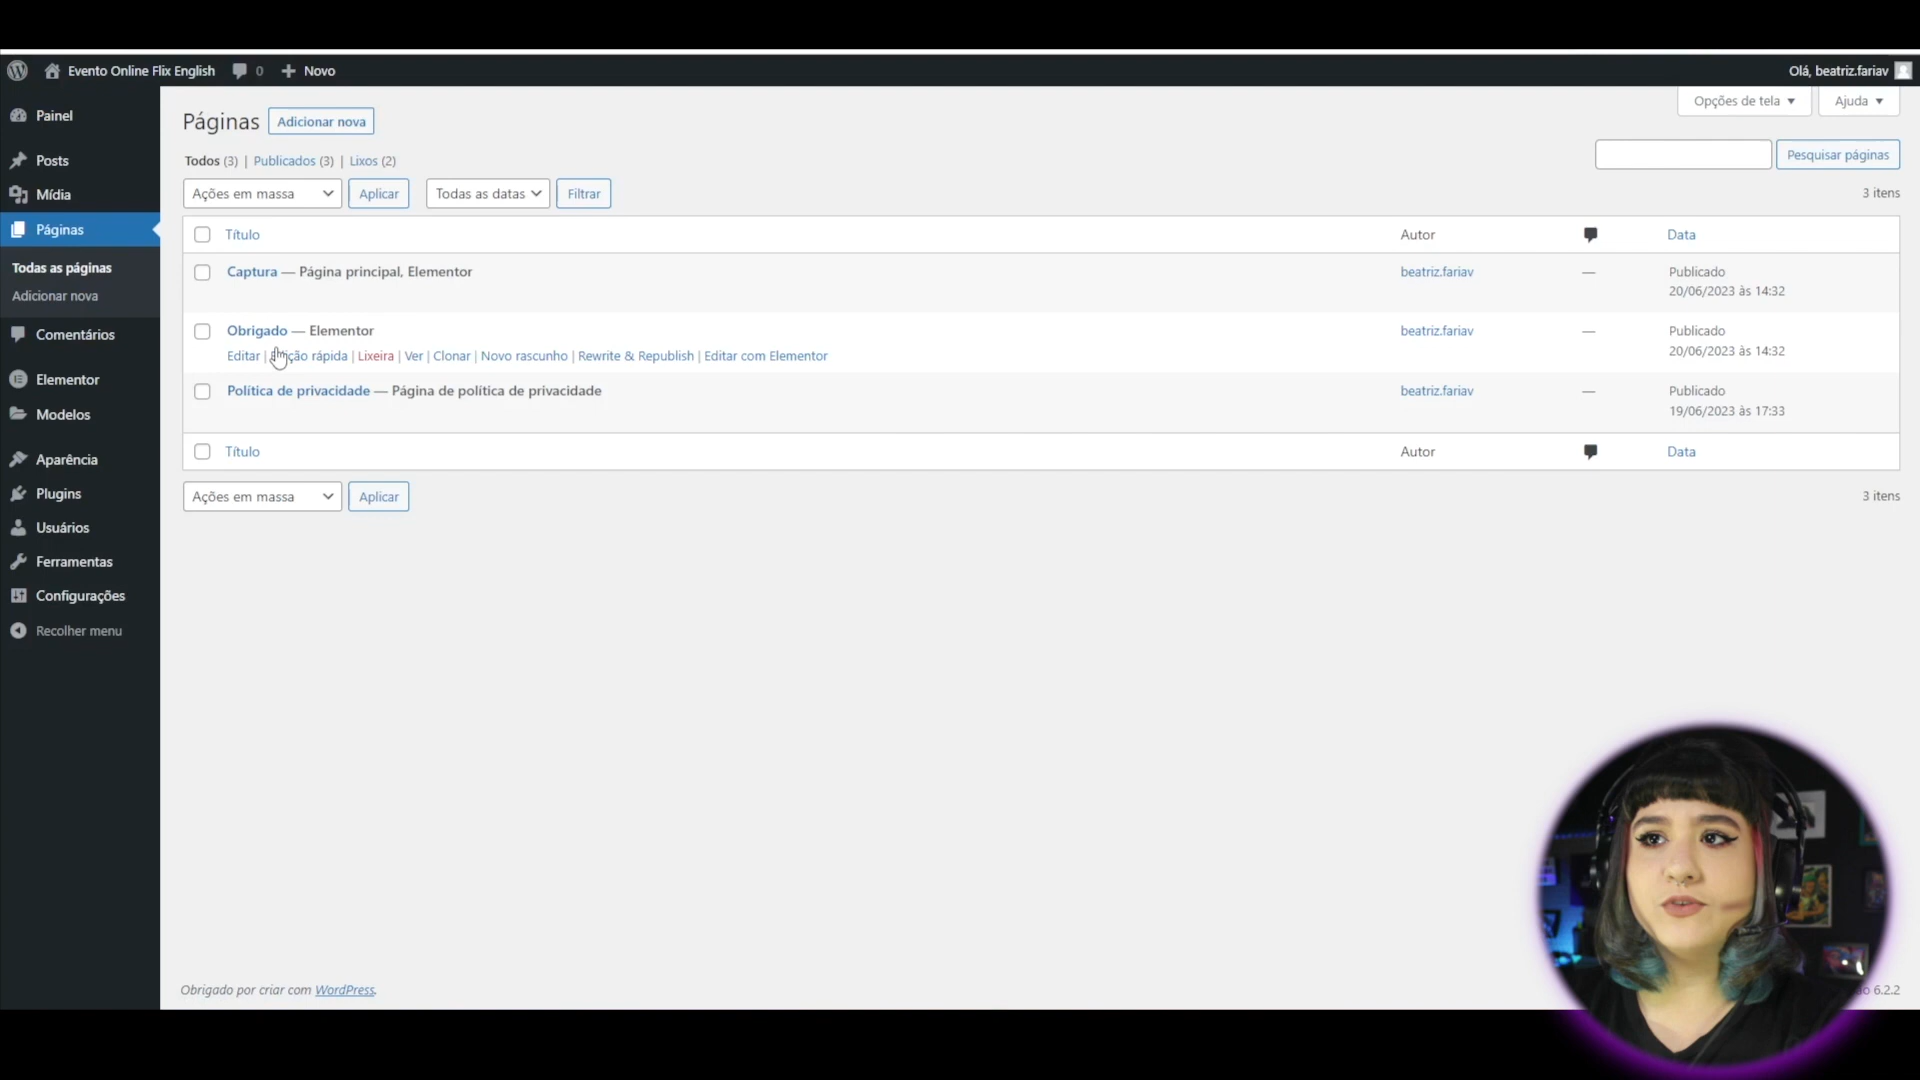 Evento Online Flix English 0 Novo Olá, beatriz.fariav
Painel
Posts
Mídia
Páginas
Todas as páginas
Adicionar nova
Comentários
Elementor
Modelos
Aparência
Plugins
Usuários
Ferramentas
Configurações
Recolher menu
Opções de tela Ajuda
Páginas Adicionar nova
Todos (3) | Publicados (3) | Lixos (2)
Pesquisar páginas
Ações em massa Aplicar Todas as datas Filtrar 3 itens
Título Autor Data
Captura — Página principal, Elementor beatriz.fariav — Publicado
20/06/2023 às 14:32
Obrigado — Elementor beatriz.fariav — Publicado
20/06/2023 às 14:32
Editar | rápida | Lixeira | Ver | Clonar | Novo rascunho | Rewrite & Republish | Editar com Elementor
Política de privacidade — Página de política de privacidade beatriz.fariav — Publicado
19/06/2023 às 17:33
Título Autor Data
Ações em massa Aplicar 3 itens
Obrigado por criar com WordPress. 6.2.2